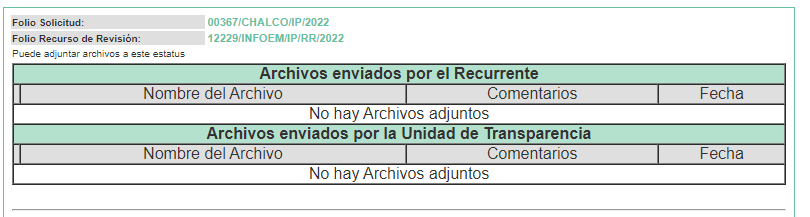 Folio Solicitud: 00367/CHALCO/IP/2022
Folio Recurso de Revisión: 12229/INFOEM/IP/RR/2022
Puede adjuntar archivos a este estatus
Archivos enviados por el Recurrente
Nombre del Archivo Comentarios Fecha
No hay Archivos adjuntos
Archivos enviados por la Unidad de Transparencia
Nombre del Archivo Comentarios Fecha
No hay Archivos adjuntos